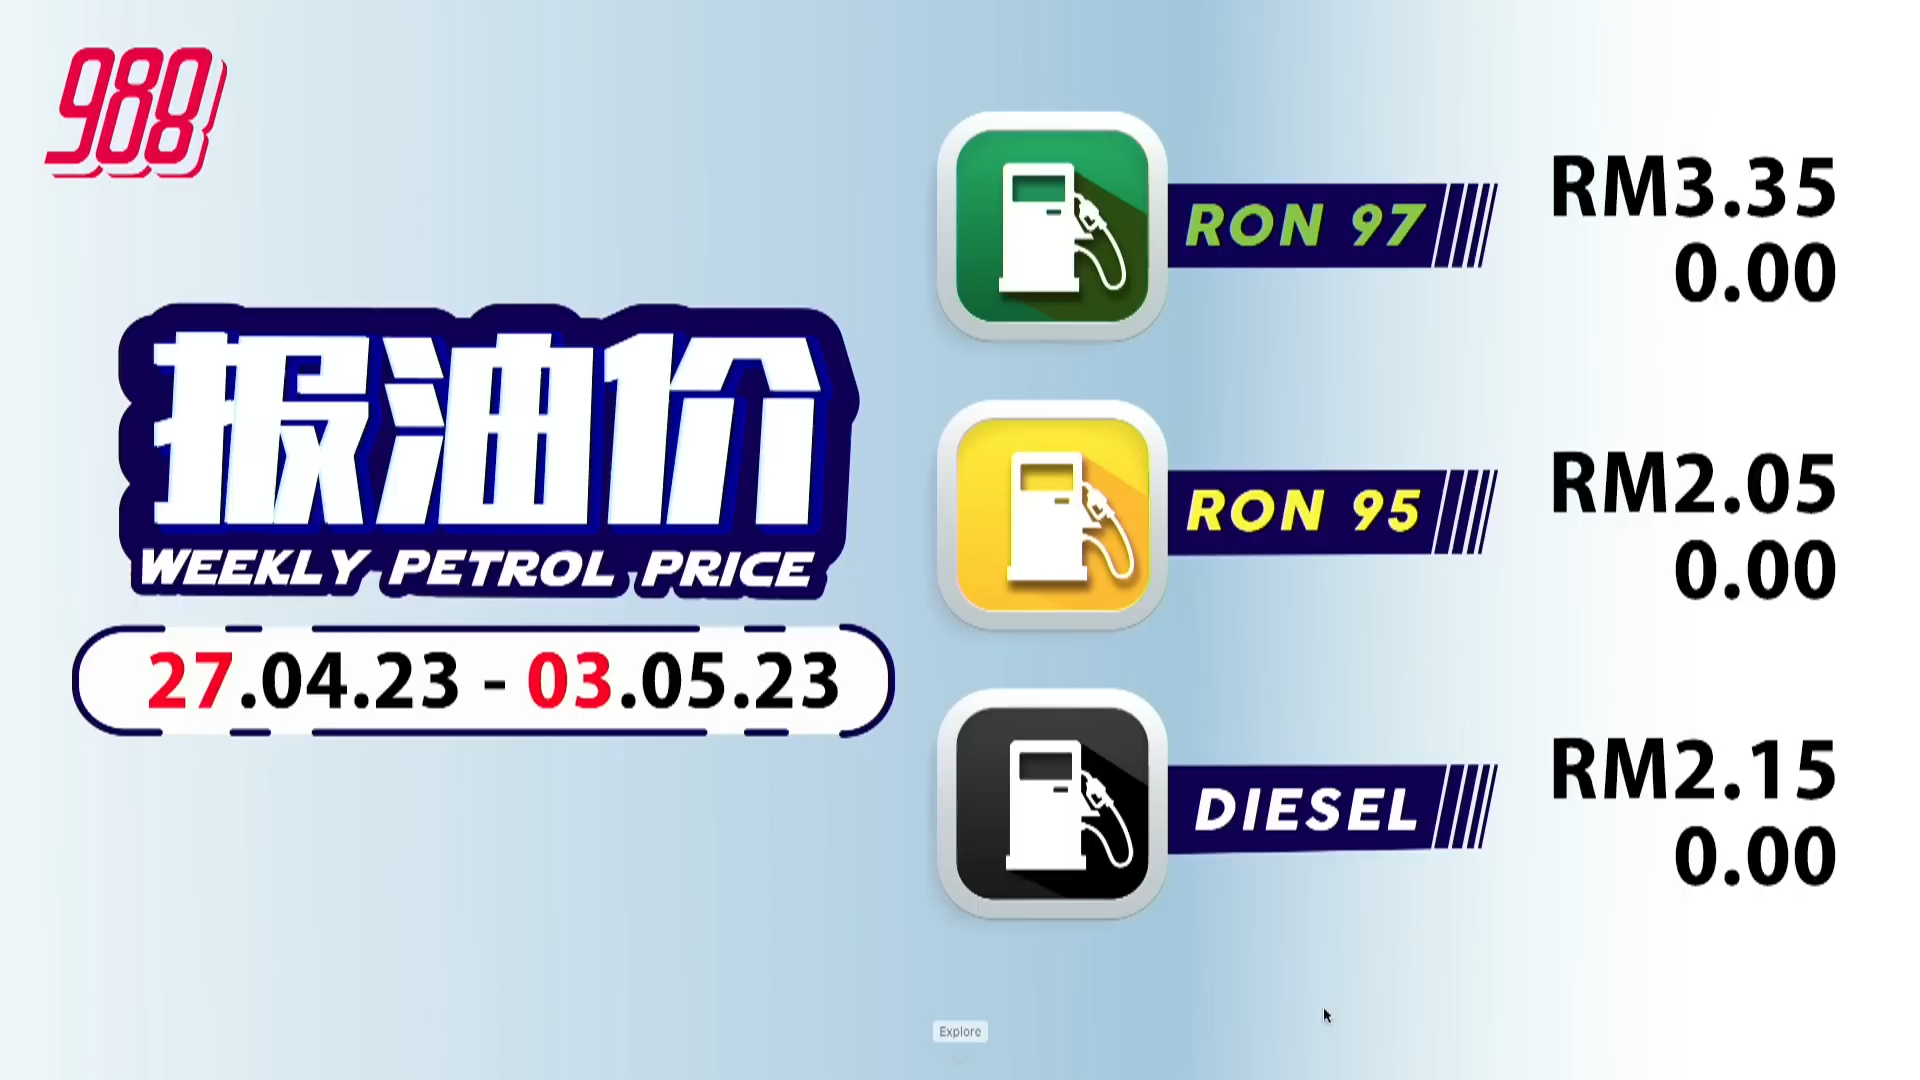 988
报油价
WEEKLY PETROL PRICE
27.04.23 - 03.05.23
RON 97
RM3.35
0.00
RON 95
RM2.05
0.00
DIESEL
RM2.15
0.00
Explore